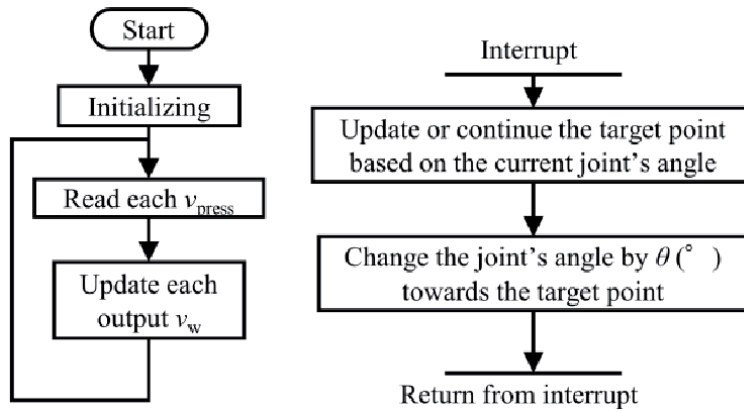 Start
Initializing
Read each vpress
Update each
output vw
Interrupt
Update or continue the target point
based on the current joint's angle
Change the joint's angle by θ (° )
towards the target point
Return from interrupt